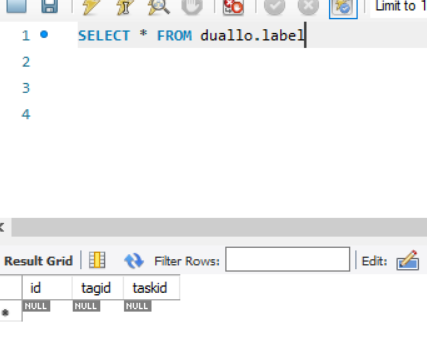 Limit to 1
1 SELECT * FROM duallo.label
2
3
4
Result Grid Filter Rows: Edit:
id tagid taskid
* NULL NULL NULL